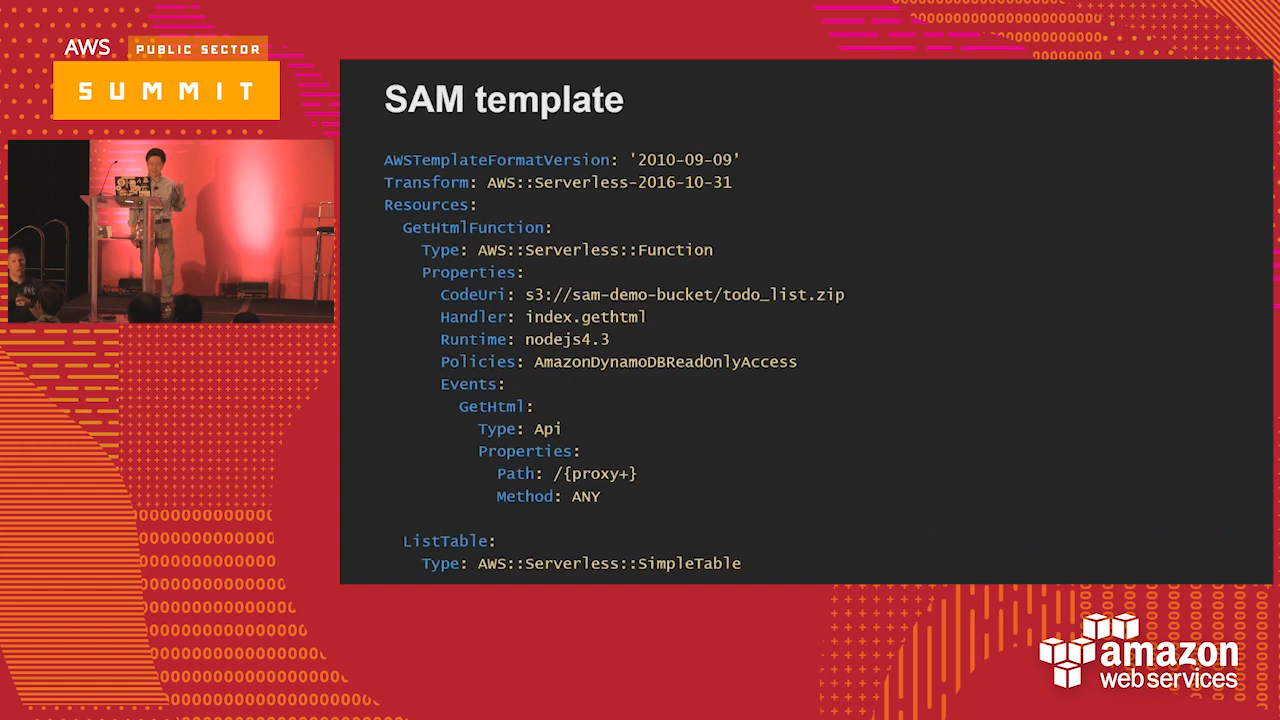 AWS PUBLIC SECTOR
SUMMIT
SAM template
AWSTemplateFormatVersion: '2010-09-09'
Transform: AWS::Serverless-2016-10-31
Resources:
  GetHtmlFunction:
    Type: AWS::Serverless::Function
    Properties:
      CodeUri: s3://sam-demo-bucket/todo_list.zip
      Handler: index.gethtml
      Runtime: nodejs4.3
      Policies: AmazonDynamoDBReadOnlyAccess
      Events:
        GetHtml:
          Type: Api
          Properties:
            Path: /{proxy+}
            Method: ANY
  ListTable:
    Type: AWS::Serverless::SimpleTable
amazon
web services